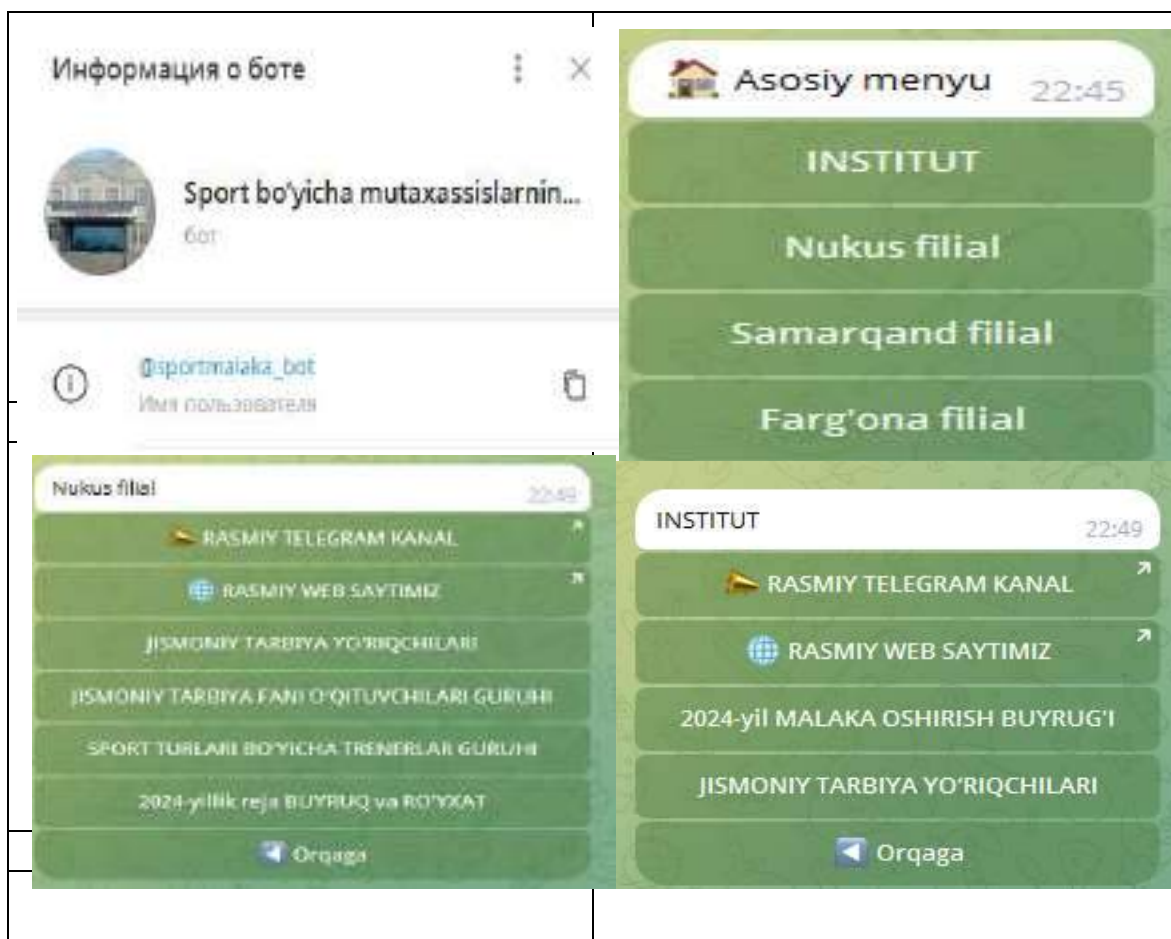 Информация о боте
Sport bo'yicha mutaxassislarnin...
бот
@sportmalaka_bot
Имя пользователя
Asosiy menyu 22:45
INSTITUT
Nukus filial
Samarqand filial
Farg'ona filial
Nukus filial 22:49
RASMIY TELEGRAM KANAL
RASMIY WEB SAYTIMIZ
JISMONIY TARBIYA YO'RIQCHILARI
JISMONIY TARBIYA FANI O'QITUVCHILARI GURUHI
SPORT TURLARI BO'YICHA TRENERLAR GURUHI
2024-yillik reja BUYRUQ va RO'YXAT
Orqaga
INSTITUT 22:49
RASMIY TELEGRAM KANAL
RASMIY WEB SAYTIMIZ
2024-yil MALAKA OSHIRISH BUYRUG'I
JISMONIY TARBIYA YO'RIQCHILARI
Orqaga